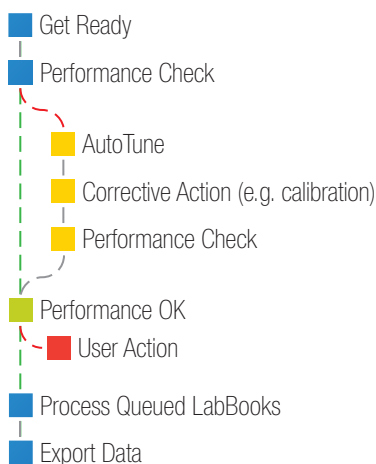 Get Ready
Performance Check
AutoTune
Corrective Action (e.g. calibration)
Performance Check
Performance OK
User Action
Process Queued LabBooks
Export Data